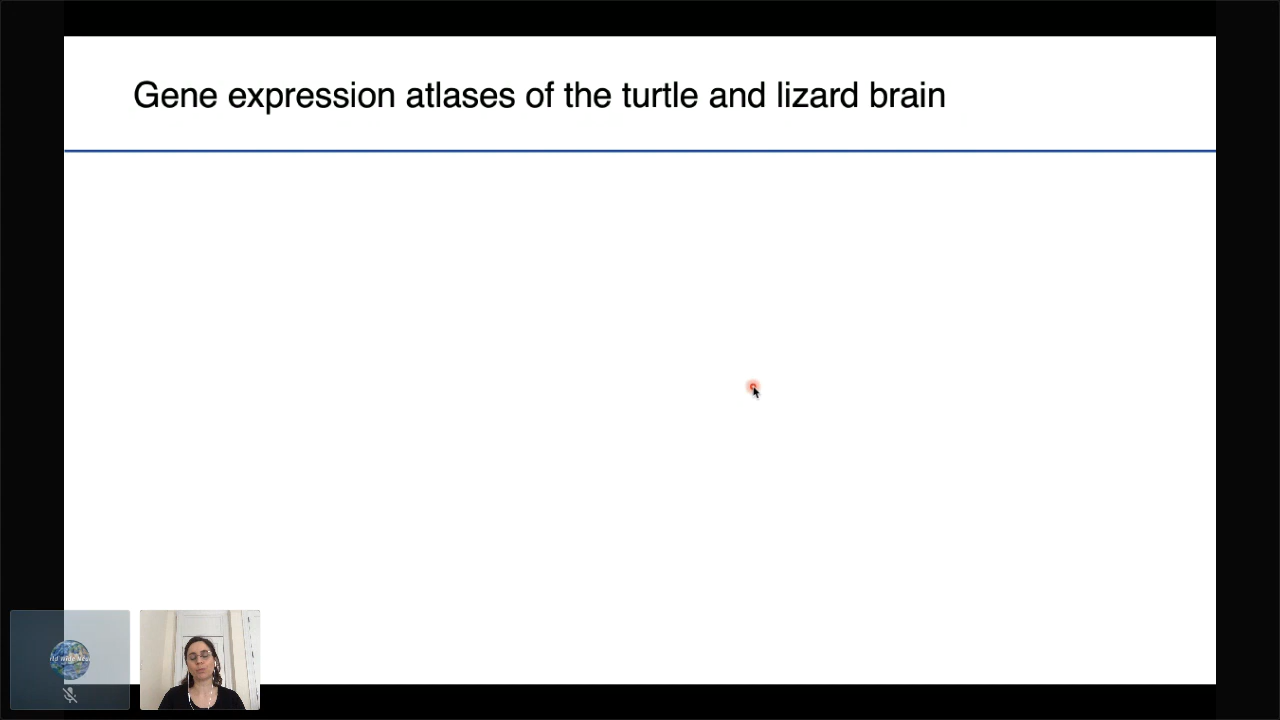 Gene expression atlases of the turtle and lizard brain